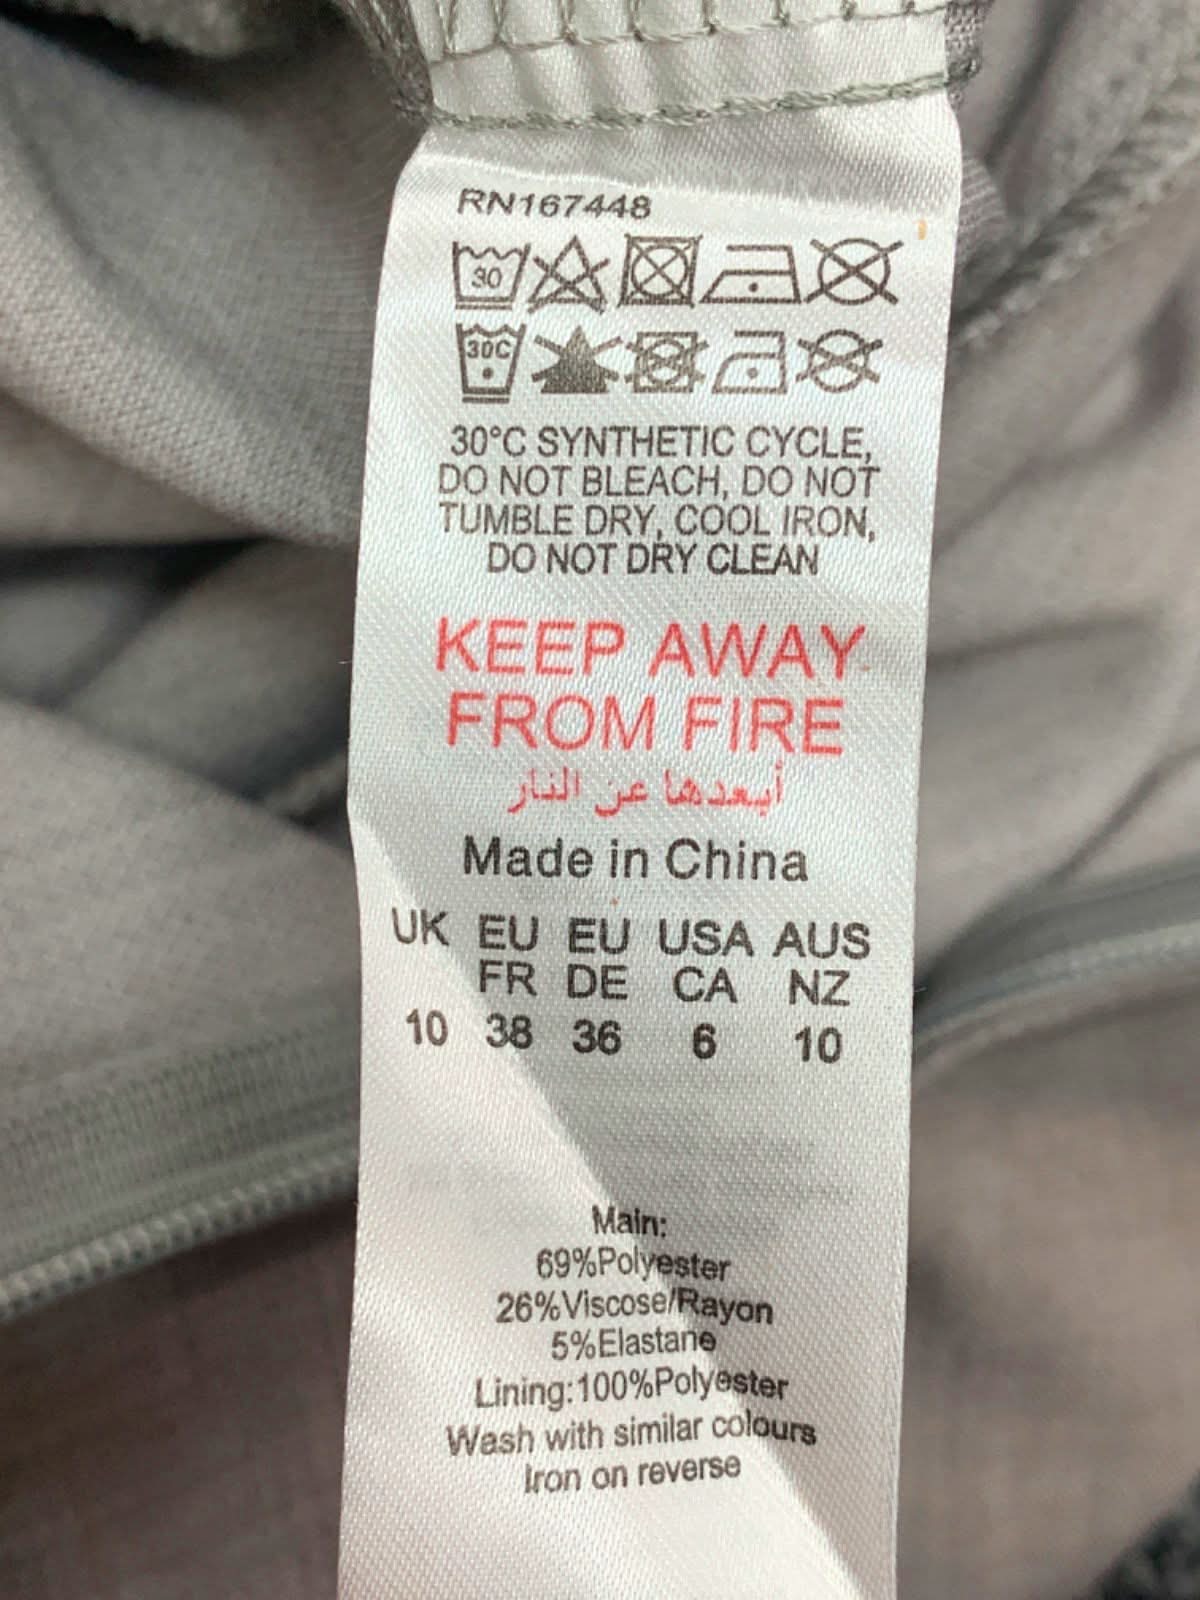 RN167448
30
30C
30°C SYNTHETIC CYCLE,
DO NOT BLEACH, DO NOT
TUMBLE DRY, COOL IRON,
DO NOT DRY CLEAN
KEEP AWAY
FROM FIRE
أبعدها عن النار
Made in China
UK EU EU USA AUS
FR DE CA NZ
10 38 36 6 10
Main:
69%Polyester
26%Viscose/Rayon
5%Elastane
Lining:100%Polyester
Wash with similar colours
Iron on reverse